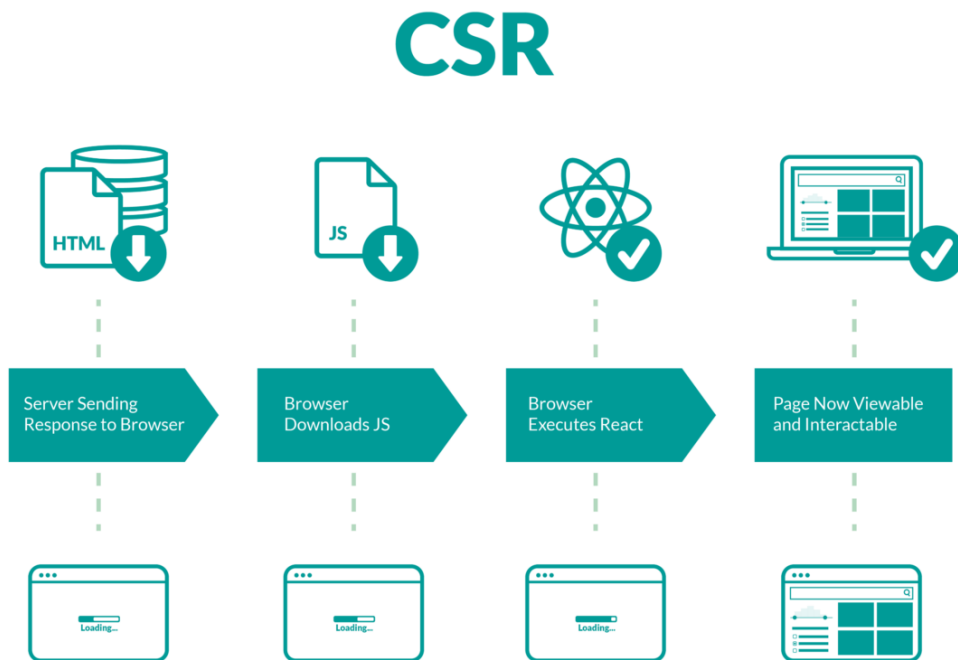 CSR
HTML
JS
Server Sending
Response to Browser
Browser
Downloads JS
Browser
Executes React
Page Now Viewable
and Interactable
Loading...
Loading...
Loading...